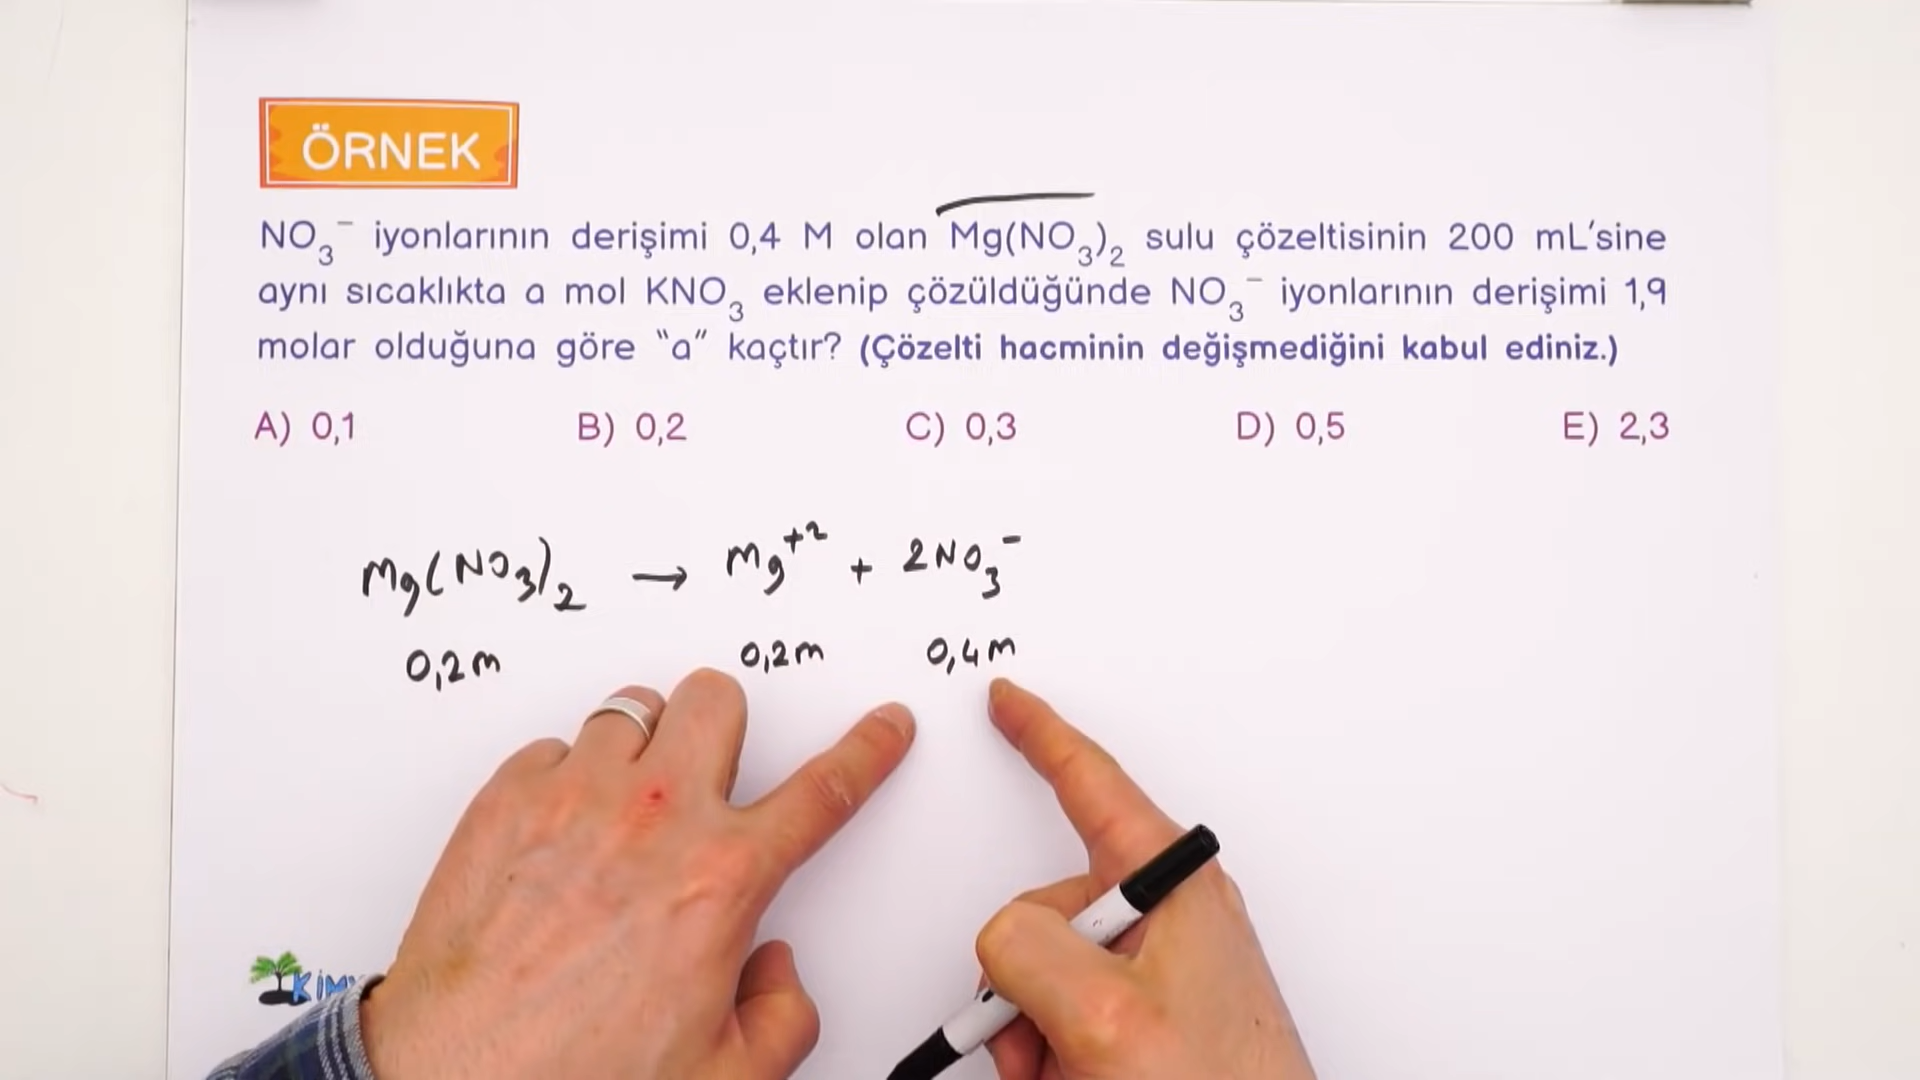 ÖRNEK
NO₃⁻ iyonlarının derişimi 0,4 M olan Mg(NO₃)₂ sulu çözeltisinin 200 mL'sine
aynı sıcaklıkta a mol KNO₃ eklenip çözüldüğünde NO₃⁻ iyonlarının derişimi 1,9
molar olduğuna göre “a” kaçtır? (Çözelti hacminin değişmediğini kabul ediniz.)
A) 0,1 B) 0,2 C) 0,3 D) 0,5 E) 2,3
Mg(NO₃)₂ → Mg⁺² + 2NO₃⁻
0,2M 0,2M 0,4M